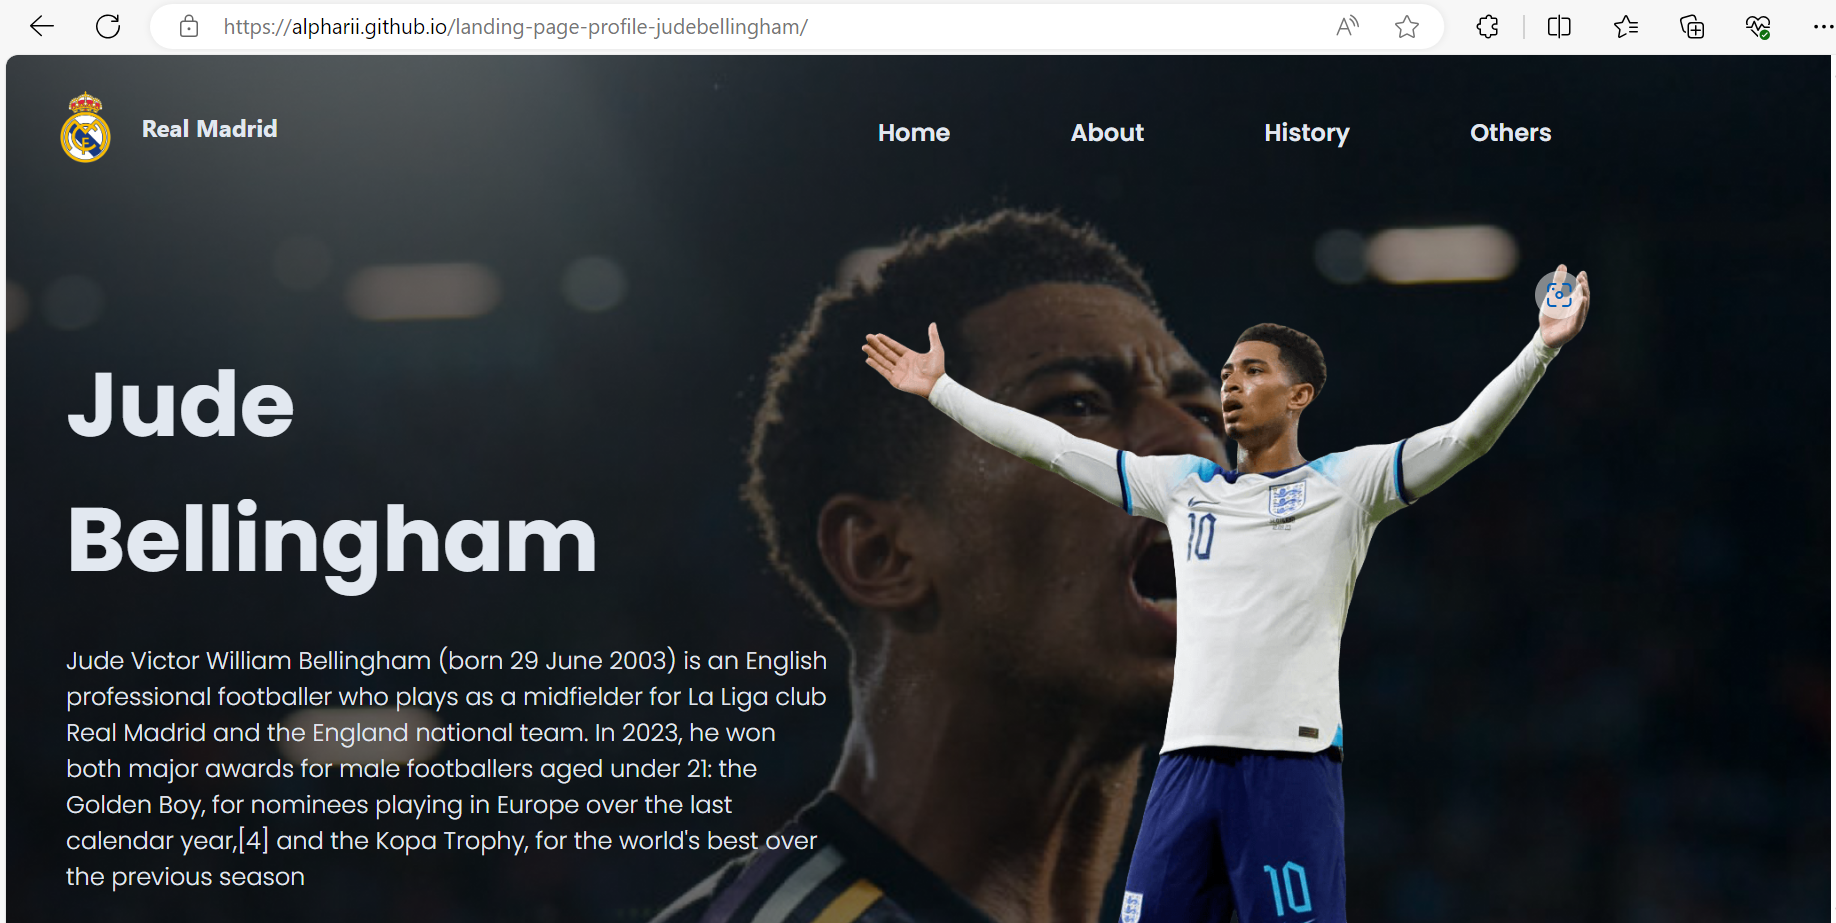 https://alpharii.github.io/landing-page-profile-judebellingham/
Real Madrid
Home
About
History
Others
Jude
Bellingham
Jude Victor William Bellingham (born 29 June 2003) is an English
professional footballer who plays as a midfielder for La Liga club
Real Madrid and the England national team. In 2023, he won
both major awards for male footballers aged under 21: the
Golden Boy, for nominees playing in Europe over the last
calendar year,[4] and the Kopa Trophy, for the world's best over
the previous season
10
10